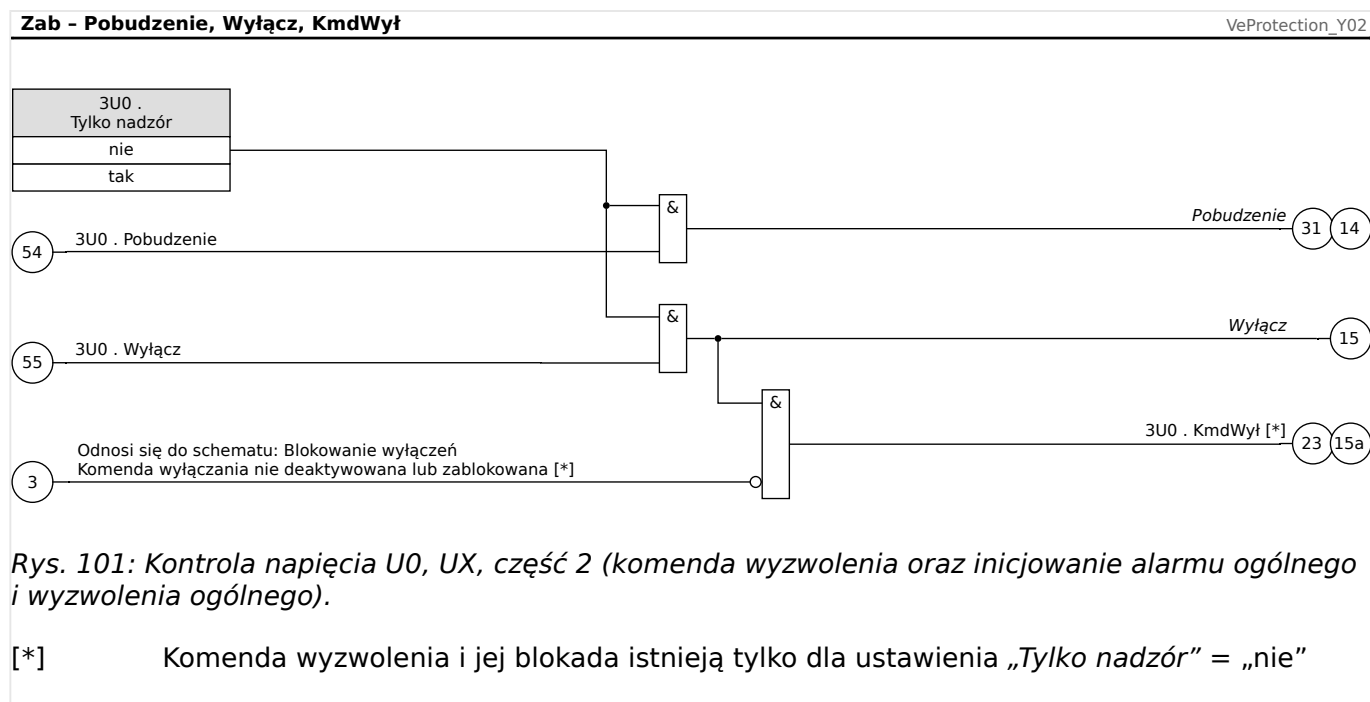 Zab – Pobudzenie, Wyłącz, KmdWył
VeProtection_Y02
3U0 .
Tylko nadzór
nie
tak
&
Pobudzenie
31
14
54
3U0 . Pobudzenie
&
Wyłącz
15
55
3U0 . Wyłącz
&
3U0 . KmdWył [*]
23
15a
Odnosi się do schematu: Blokowanie wyłączeń
Komenda wyłączania nie deaktywowana lub zablokowana [*]
3
Rys. 101: Kontrola napięcia U0, UX, część 2 (komenda wyzwolenia oraz inicjowanie alarmu ogólnego
i wyzwolenia ogólnego).
[*] Komenda wyzwolenia i jej blokada istnieją tylko dla ustawienia „Tylko nadzór” = „nie”